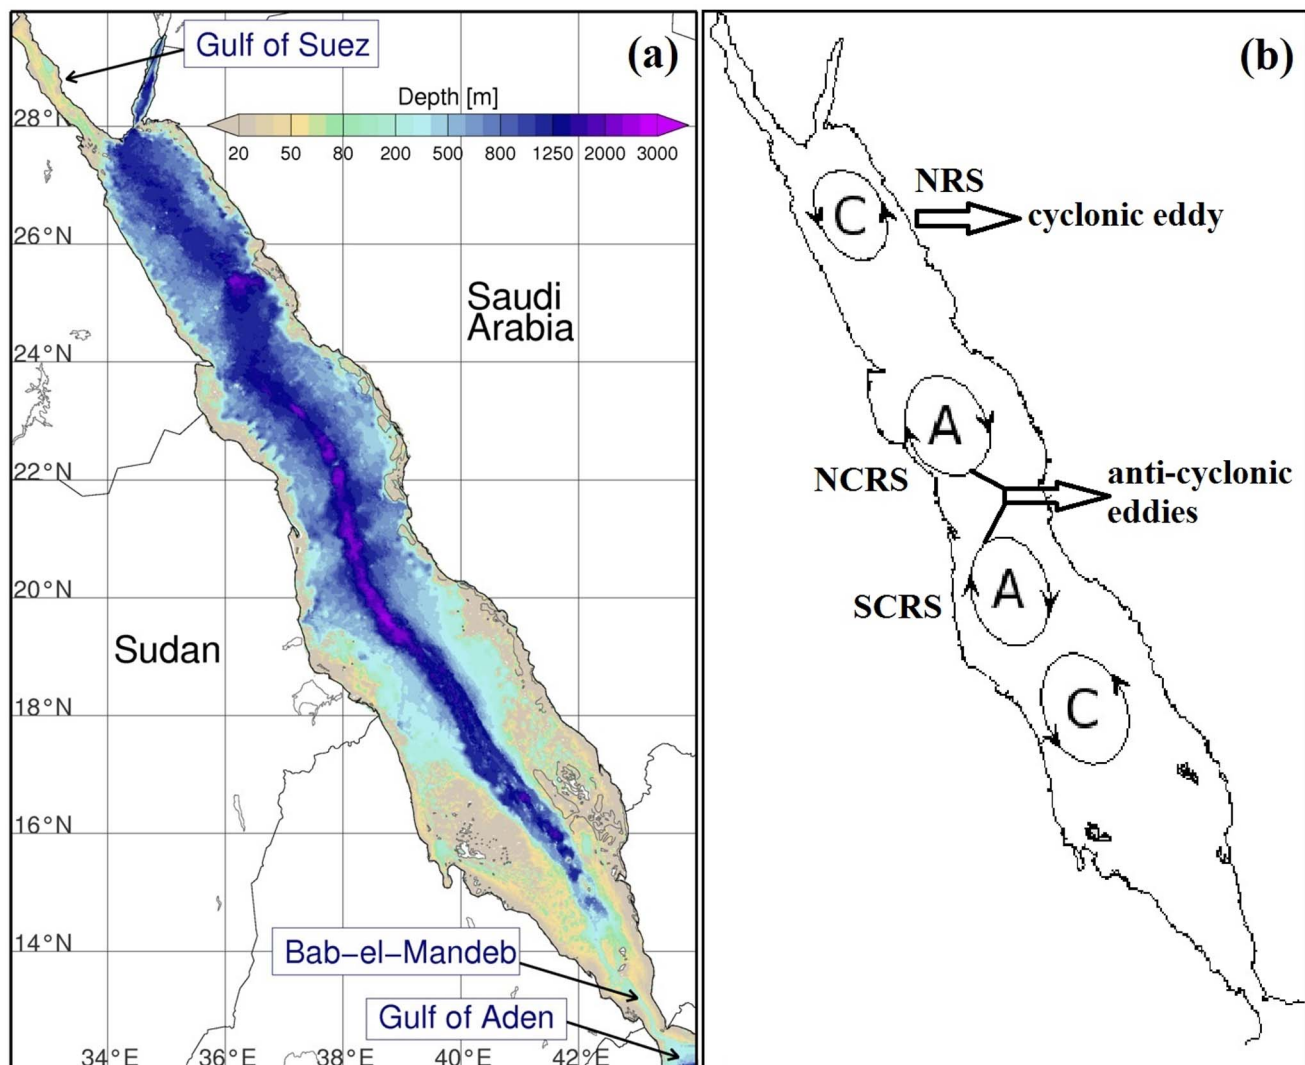 Gulf of Suez
(a)
Depth [m]
28°N
20 50 80 200 500 800 1250 2000 3000
26°N
Saudi
Arabia
24°N
22°N
20°N
Sudan
18°N
16°N
14°N
Bab-el-Mandeb
Gulf of Aden
34°E 36°E 38°E 40°E 42°E
(b)
NRS
C
cyclonic eddy
A
NCRS
anti-cyclonic
eddies
A
SCRS
C